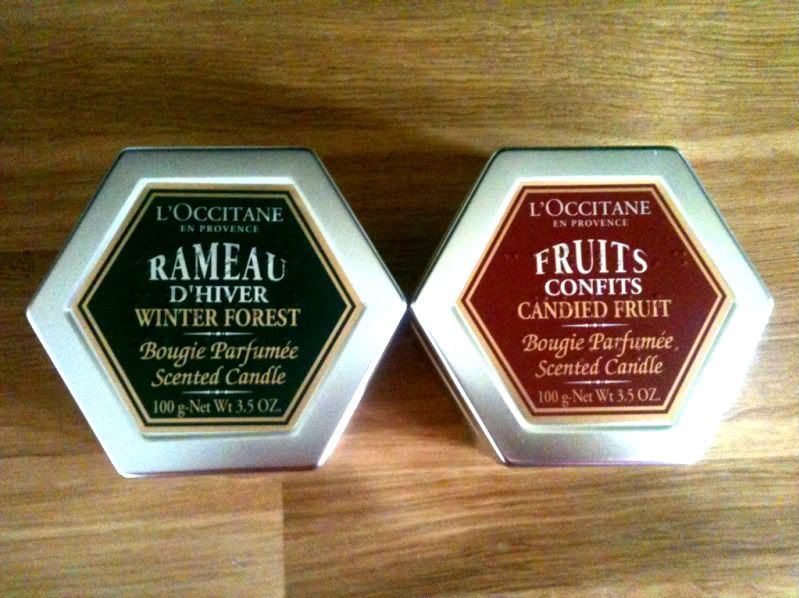 L'OCCITANE
EN PROVENCE
RAMEAU
D'HIVER
WINTER FOREST
Bougie Parfumée
Scented Candle
100 g-Net Wt 3.5 OZ.
L'OCCITANE
EN PROVENCE
FRUITS
CONFITS
CANDIED FRUIT
Bougie Parfumée
Scented Candle
100 g-Net Wt 3.5 OZ.